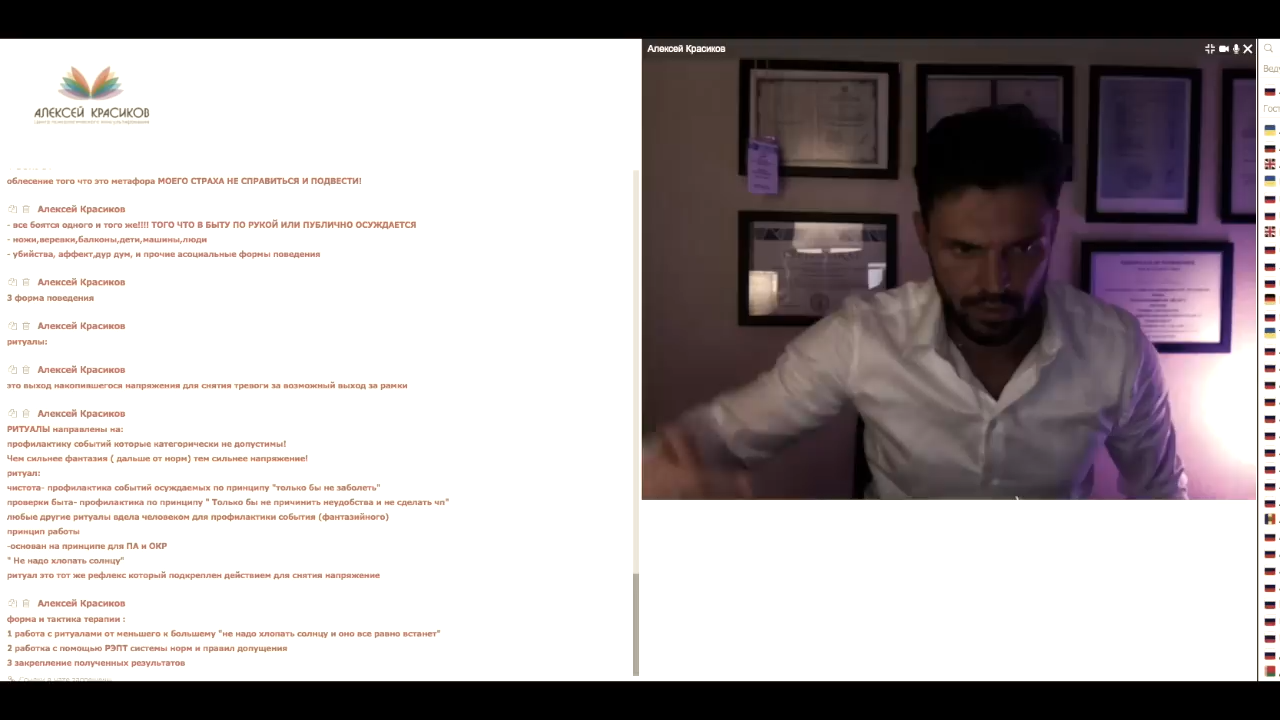 АЛЕКСЕЙ КРАСИКОВ
облесение того что это метафора МОЕГО СТРАХА НЕ СПРАВИТЬСЯ И ПОДВЕСТИ!
Алексей Красиков
- все боятся одного и того же!!!! ТОГО ЧТО В БЫТУ ПО РУКОЙ ИЛИ ПУБЛИЧНО ОСУЖДАЕТСЯ
- ножи,веревки,балконы,дети,машины,люди
- убийства, аффект,дур дум, и прочие асоциальные формы поведения
Алексей Красиков
3 форма поведения
Алексей Красиков
ритуалы:
Алексей Красиков
это выход накопившегося напряжения для снятия тревоги за возможный выход за рамки
Алексей Красиков
РИТУАЛЫ направлены на:
профилактику событий которые категорически не допустимы!
Чем сильнее фантазия ( дальше от норм) тем сильнее напряжение!
ритуал:
чистота- профилактика событий осуждаемых по принципу "только бы не заболеть"
проверки быта- профилактика по принципу " Только бы не причинить неудобства и не сделать чп"
любые другие ритуалы вдела человеком для профилактики события (фантазийного)
принцип работы
-основан на принципе для ПА и ОКР
" Не надо хлопать солнцу"
ритуал это тот же рефлекс который подкреплен действием для снятия напряжение
Алексей Красиков
форма и тактика терапии :
1 работа с ритуалами от меньшего к большему "не надо хлопать солнцу и оно все равно встанет"
2 работка с помощью РЭПТ системы норм и правил допущения
3 закрепление полученных результатов
Алексей Красиков